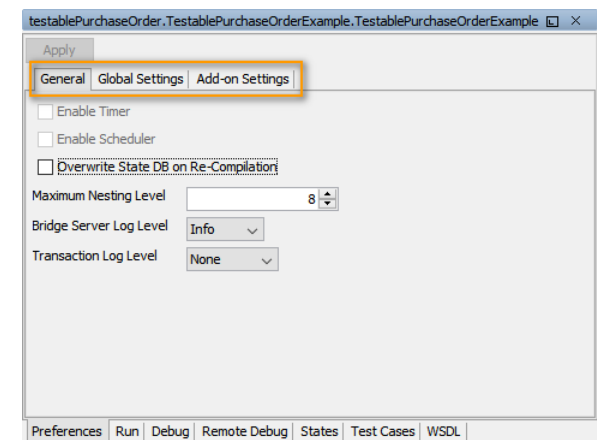 testablePurchaseOrder.TestablePurchaseOrderExample.TestablePurchaseOrderExample
Apply
General Global Settings Add-on Settings
Enable Timer
Enable Scheduler
Overwrite State DB on Re-Compilation
Maximum Nesting Level 8
Bridge Server Log Level Info
Transaction Log Level None
Preferences Run Debug Remote Debug States Test Cases WSDL